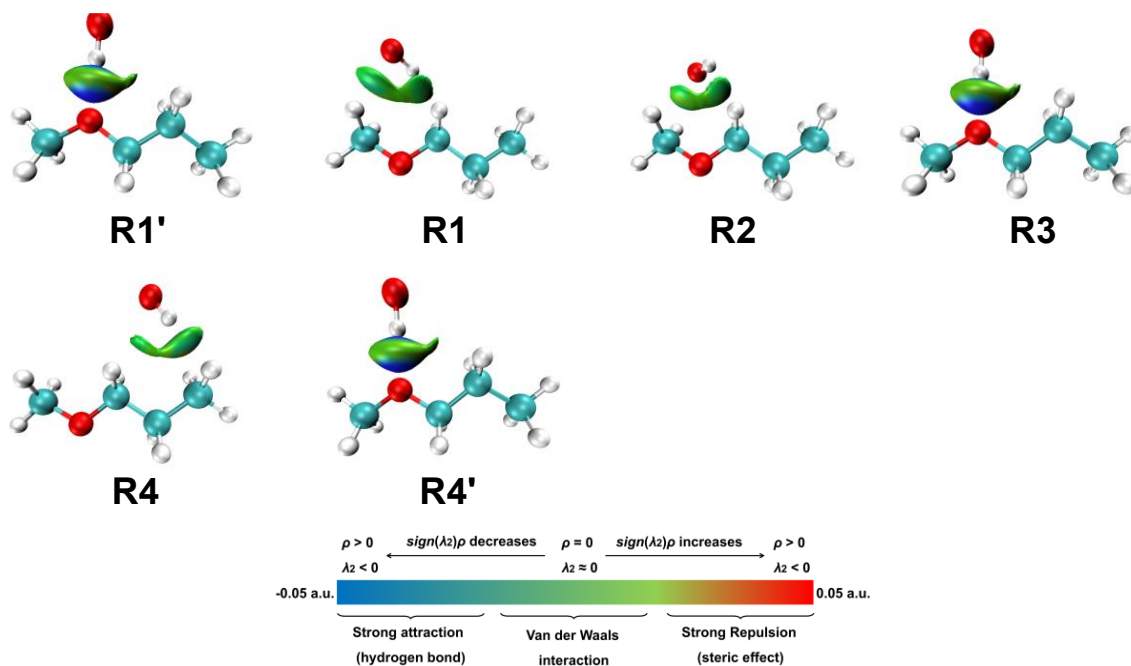 R1' R1 R2 R3
R4 R4'
ρ > 0 sign(λ₂)ρ decreases ρ = 0 sign(λ₂)ρ increases ρ > 0
λ₂ < 0 λ₂ ≈ 0 λ₂ < 0
-0.05 a.u. 0.05 a.u.
Strong attraction Van der Waals Strong Repulsion
(hydrogen bond) interaction (steric effect)